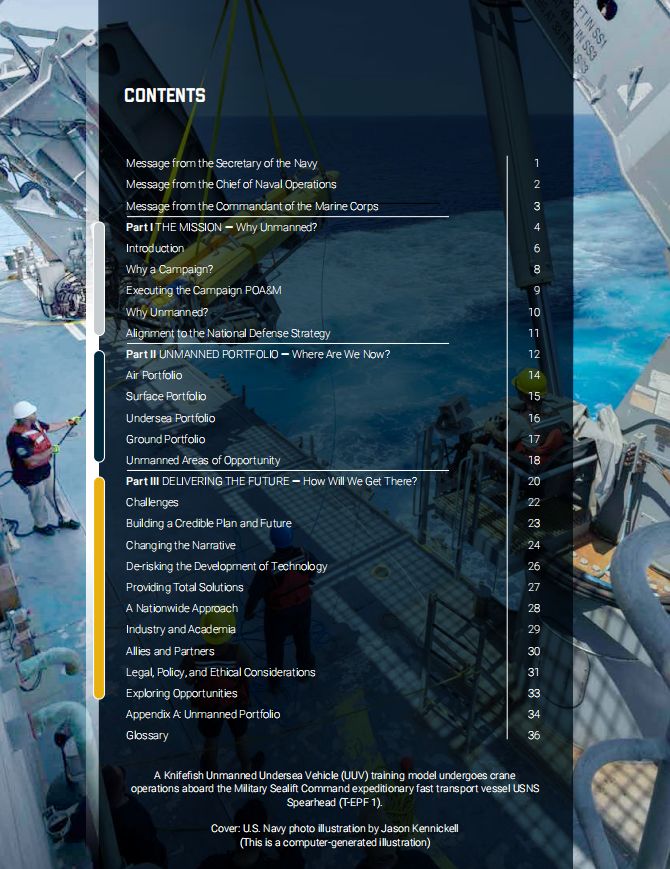 CONTENTS
Message from the Secretary of the Navy 1
Message from the Chief of Naval Operations 2
Message from the Commandant of the Marine Corps 3
Part I THE MISSION – Why Unmanned? 4
Introduction 6
Why a Campaign? 8
Executing the Campaign POA&M 9
Why Unmanned? 10
Alignment to the National Defense Strategy 11
Part II UNMANNED PORTFOLIO – Where Are We Now? 12
Air Portfolio 14
Surface Portfolio 15
Undersea Portfolio 16
Ground Portfolio 17
Unmanned Areas of Opportunity 18
Part III DELIVERING THE FUTURE – How Will We Get There? 20
Challenges 22
Building a Credible Plan and Future 23
Changing the Narrative 24
De-risking the Development of Technology 26
Providing Total Solutions 27
A Nationwide Approach 28
Industry and Academia 29
Allies and Partners 30
Legal, Policy, and Ethical Considerations 31
Exploring Opportunities 33
Appendix A: Unmanned Portfolio 34
Glossary 36
A Knifefish Unmanned Undersea Vehicle (UUV) training model undergoes crane
operations aboard the Military Sealift Command expeditionary fast transport vessel USNS
Spearhead (T-EPF 1).
Cover: U.S. Navy photo illustration by Jason Kennickell
(This is a computer-generated illustration)